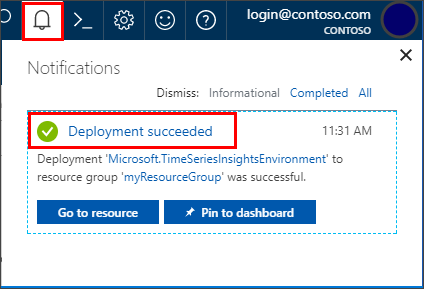 login@contoso.com
CONTOSO
Notifications
Dismiss: Informational Completed All
Deployment succeeded 11:31 AM
Deployment 'Microsoft.TimeSeriesInsightsEnvironment' to
resource group 'myResourceGroup' was successful.
Go to resource Pin to dashboard